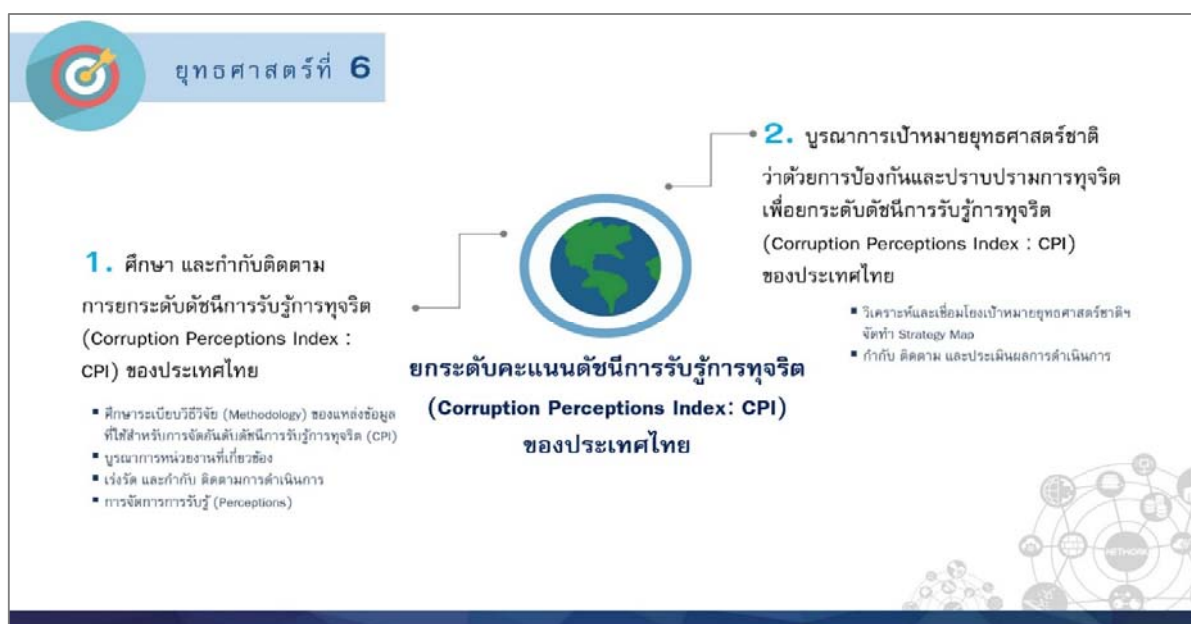 ยุทธศาสตร์ที่ 6
1. ศึกษา และกำกับติดตาม
การยกระดับดัชนีการรับรู้การทุจริต
(Corruption Perceptions Index :
CPI) ของประเทศไทย
▪ ศึกษาระเบียบวิธีวิจัย (Methodology) ของแหล่งข้อมูล
ที่ใช้สำหรับการจัดอันดับดัชนีการรับรู้การทุจริต (CPI)
▪ บูรณาการหน่วยงานที่เกี่ยวข้อง
▪ เร่งรัด และกำกับ ติดตามการดำเนินการ
▪ การจัดการการรับรู้ (Perceptions)
ยกระดับคะแนนดัชนีการรับรู้การทุจริต
(Corruption Perceptions Index: CPI)
ของประเทศไทย
2. บูรณาการเป้าหมายยุทธศาสตร์ชาติ
ว่าด้วยการป้องกันและปราบปรามการทุจริต
เพื่อยกระดับดัชนีการรับรู้การทุจริต
(Corruption Perceptions Index : CPI)
ของประเทศไทย
▪ วิเคราะห์และเชื่อมโยงเป้าหมายยุทธศาสตร์ชาติฯ
จัดทำ Strategy Map
▪ กำกับ ติดตาม และประเมินผลการดำเนินการ
NETWORK